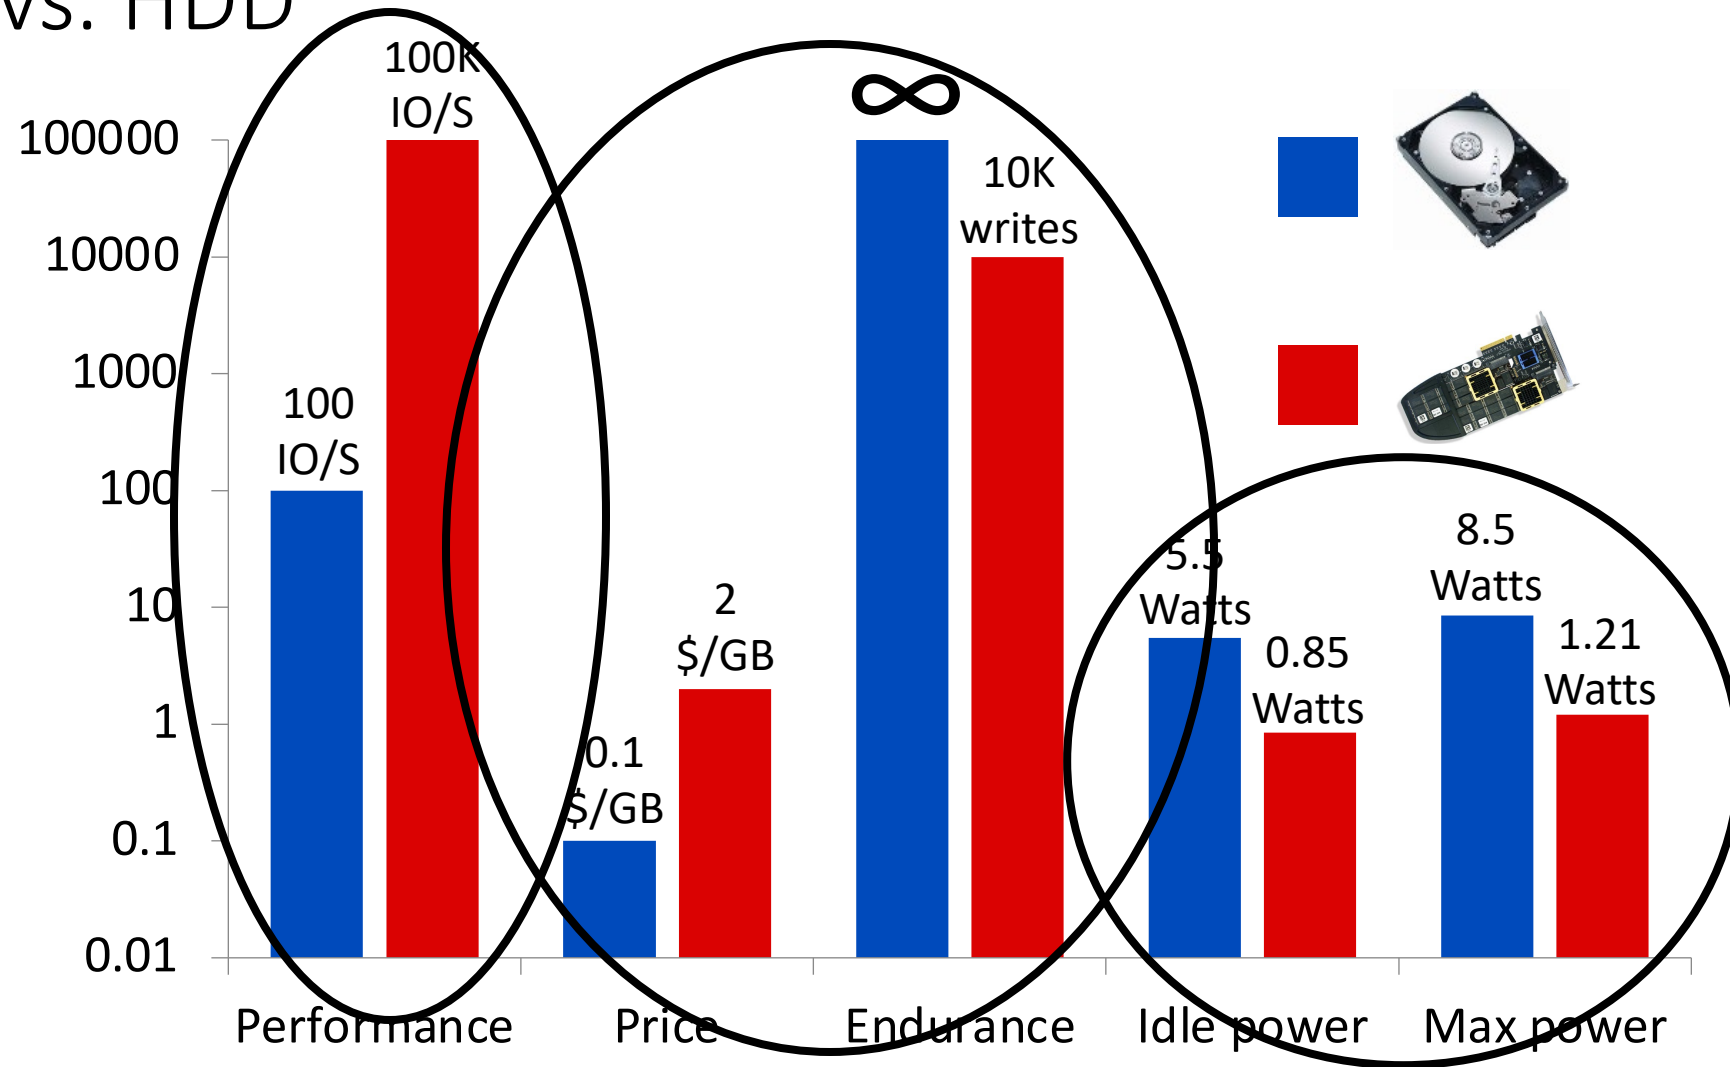 vs. HDD
100K
IO/S
∞
100000
10K
writes
10000
1000
100
IO/S
100
5.5
Watts
8.5
Watts
10
2
$/GB
0.85
Watts
1.21
Watts
1
0.1
$/GB
0.1
0.01
Performance
Price
Endurance
Idle power
Max power